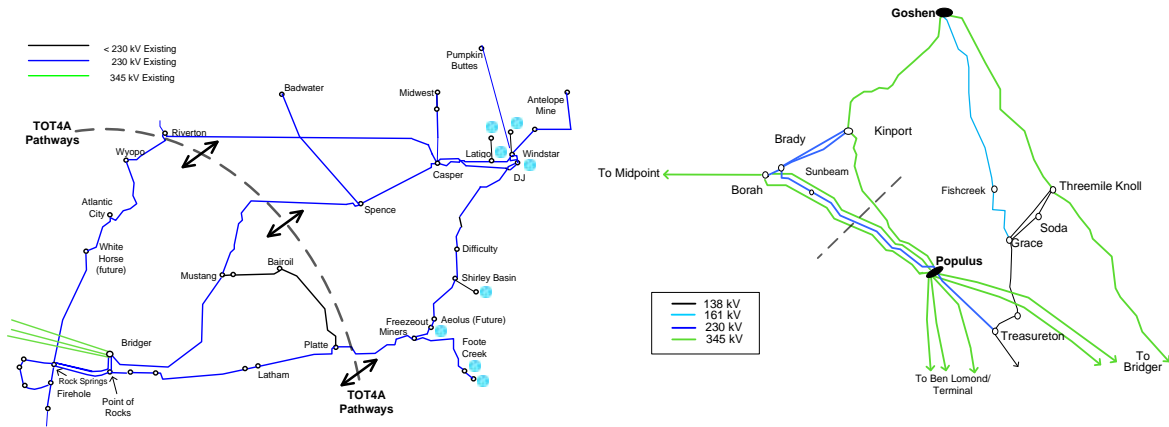 < 230 kV Existing
230 kV Existing
345 kV Existing
TOT4A
Pathways
Riverton
Wyopo
Atlantic
City
White
Horse
(future)
Badwater
Midwest
Pumpkin
Buttes
Antelope
Mine
Latigo
Windstar
DJ
Casper
Spence
Difficulty
Shirley Basin
Mustang
Bairoil
Aeolus (Future)
Freezeout
Miners
Foote
Creek
Platte
Bridger
Latham
Rock Springs
Firehole
Point of
Rocks
TOT4A
Pathways
Goshen
Kinport
Brady
Sunbeam
To Midpoint
Borah
Fishcreek
Threemile Knoll
Soda
Grace
Populus
138 kV
161 kV
230 kV
345 kV
Treasureton
To
Bridger
To Ben Lomond/
Terminal